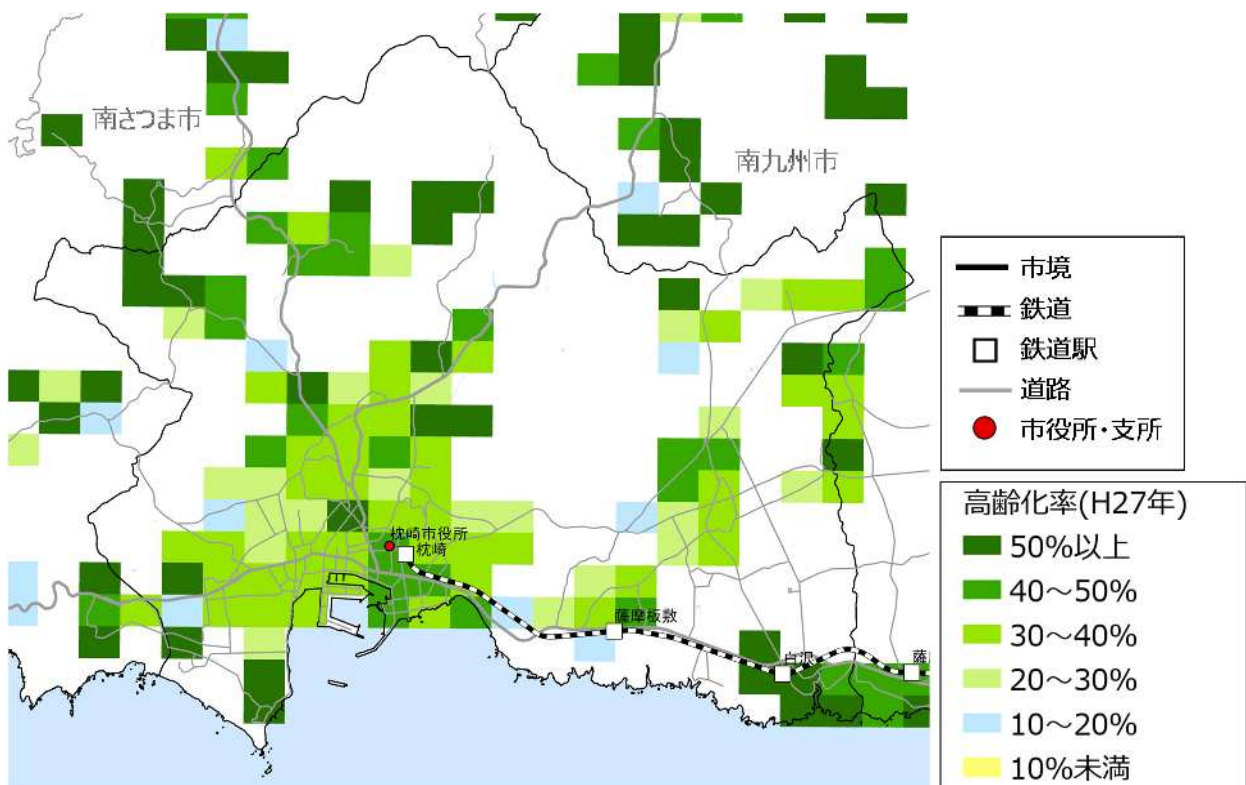 南さつま市
南九州市
枕崎市役所
枕崎
薩摩板敷
白沢
薩
市境
鉄道
鉄道駅
道路
市役所・支所
高齢化率(H27年)
50%以上
40～50%
30～40%
20～30%
10～20%
10%未満